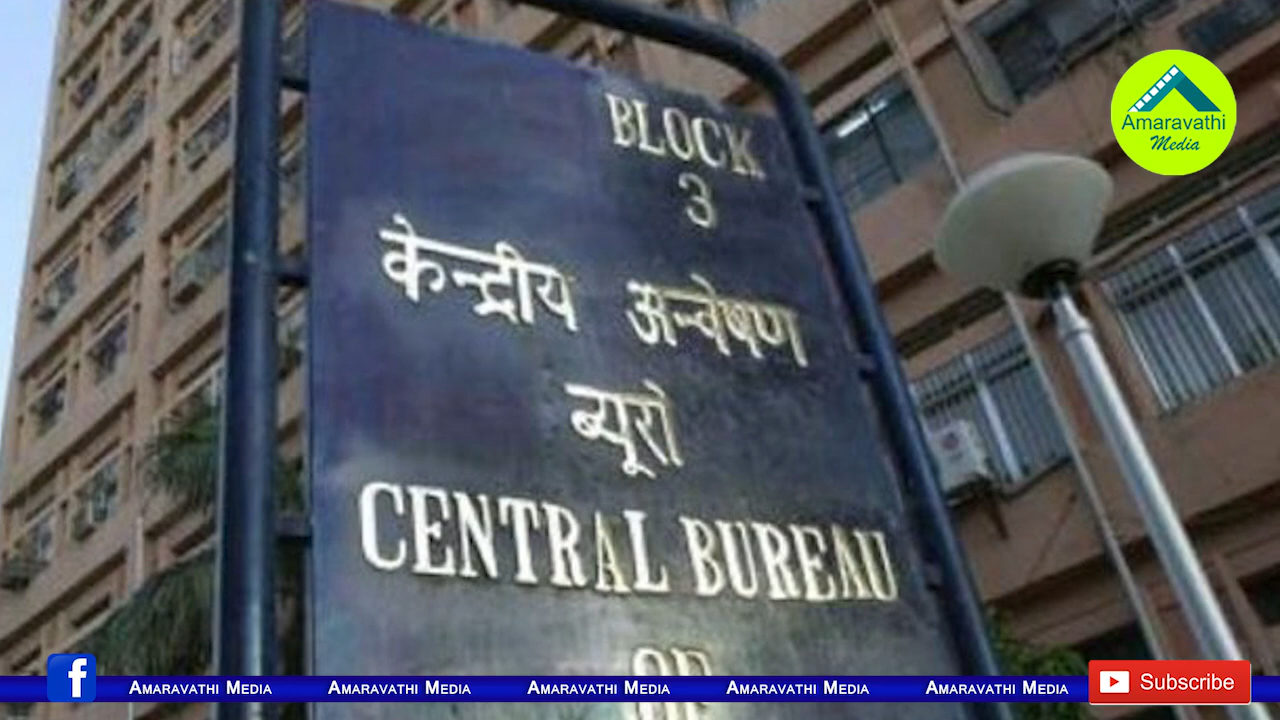 BLOCK
3
केन्द्रीय अन्वेषण
ब्यूरो
CENTRAL BUREAU
OF
Amaravathi
Media
f AMARAVATHI MEDIA AMARAVATHI MEDIA AMARAVATHI MEDIA AMARAVATHI MEDIA AMARAVATHI MEDIA Subscribe